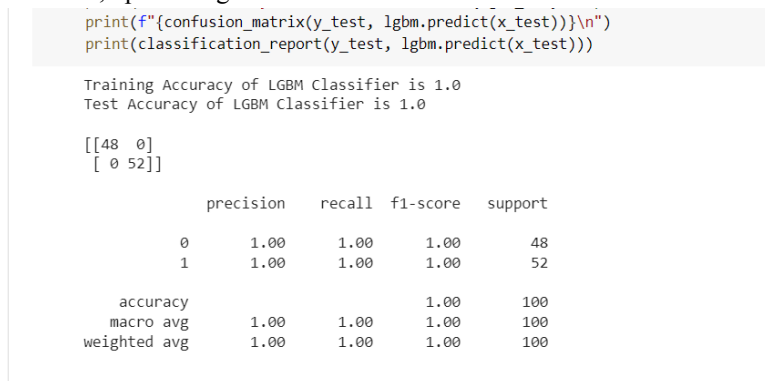 print(f"{confusion_matrix(y_test, lgbm.predict(x_test))}\n")
print(classification_report(y_test, lgbm.predict(x_test)))
Training Accuracy of LGBM Classifier is 1.0
Test Accuracy of LGBM Classifier is 1.0
[[48  0]
 [ 0 52]]
precision recall f1-score support
0 1.00 1.00 1.00 48
1 1.00 1.00 1.00 52
accuracy 1.00 100
macro avg 1.00 1.00 1.00 100
weighted avg 1.00 1.00 1.00 100